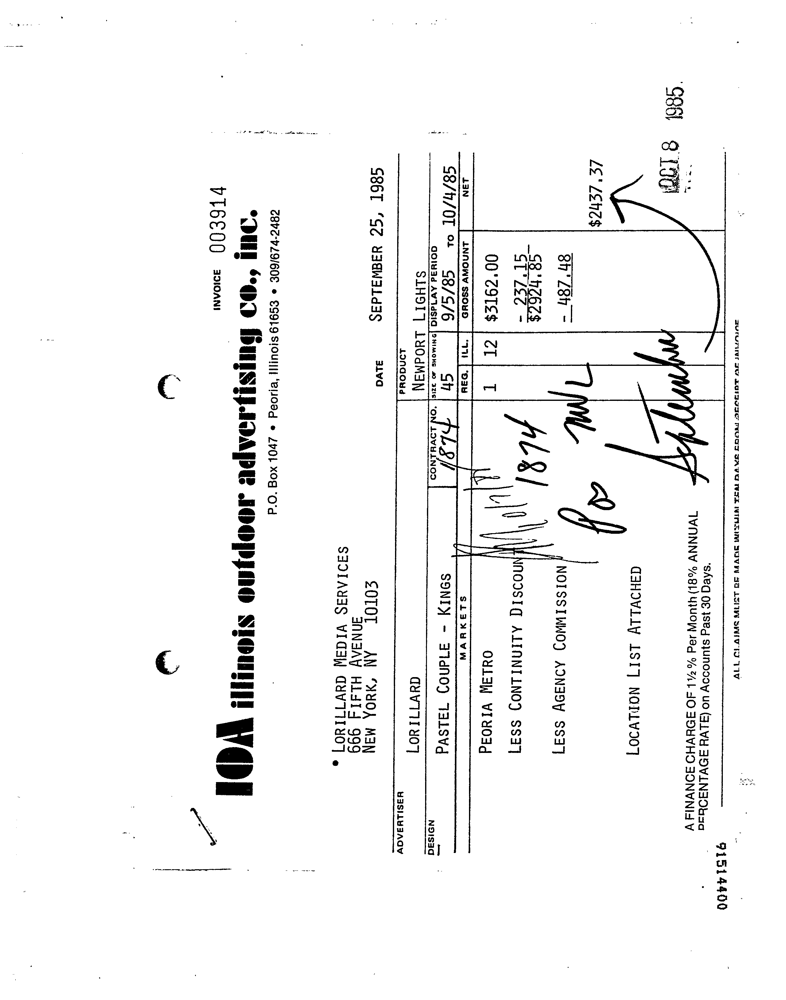 INVOICE 003914
IOA illinois outdoor advertising co., inc.
P.O. Box 1047 • Peoria, Illinois 61653 • 309/674-2482
• LORILLARD MEDIA SERVICES
666 FIFTH AVENUE
NEW YORK, NY 10103
DATE SEPTEMBER 25, 1985
ADVERTISER PRODUCT
LORILLARD NEWPORT LIGHTS
DESIGN CONTRACT NO. SIZE OF SHOWING DISPLAY PERIOD
PASTEL COUPLE - KINGS 1874 45 9/5/85 TO 10/4/85
MARKETS REG. ILL. GROSS AMOUNT NET
PEORIA METRO 1 12 $3162.00
LESS CONTINUITY DISCOUNT - 237.15
1874 $2924.85
LESS AGENCY COMMISSION - 487.48
$2437.37
LOCATION LIST ATTACHED
September
OCT 8 1985
A FINANCE CHARGE OF 1½ % Per Month (18% ANNUAL
PERCENTAGE RATE) on Accounts Past 30 Days.
ALL CLAIMS MUST BE MADE WITHIN TEN DAYS FROM RECEIPT OF INVOICE
91514400